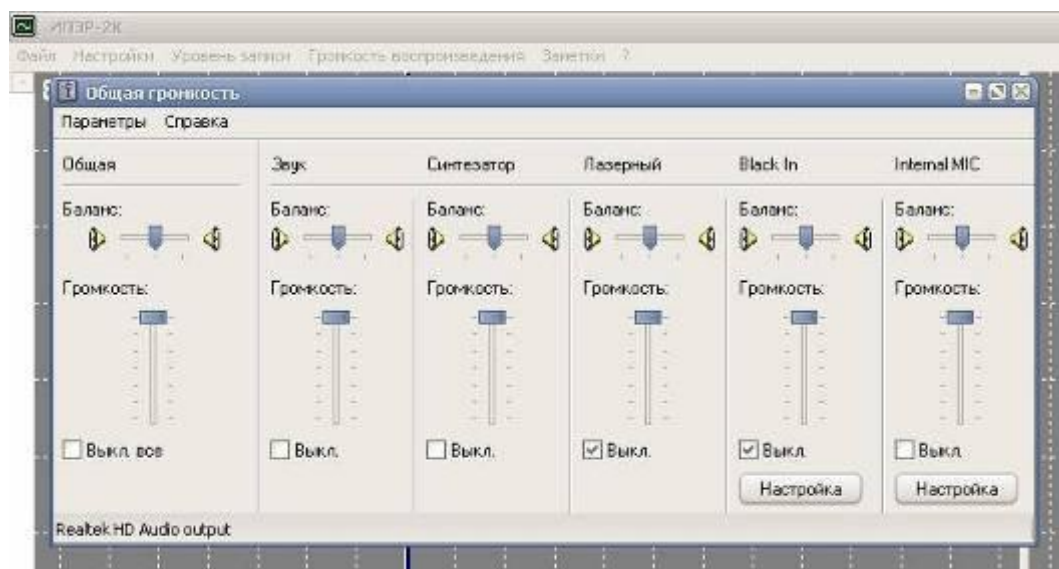 ИПЭР-2К
Файл Настройки Уровень записи Громкость воспроизведения Заметки ?
Общая громкость
Параметры Справка
Общая Звук Синтезатор Лазерный Black In Internal MIC
Баланс: Баланс: Баланс: Баланс: Баланс: Баланс:
Громкость: Громкость: Громкость: Громкость: Громкость: Громкость:
Выкл. все Выкл. Выкл. Выкл. Выкл. Выкл.
Настройка Настройка
Realtek HD Audio output